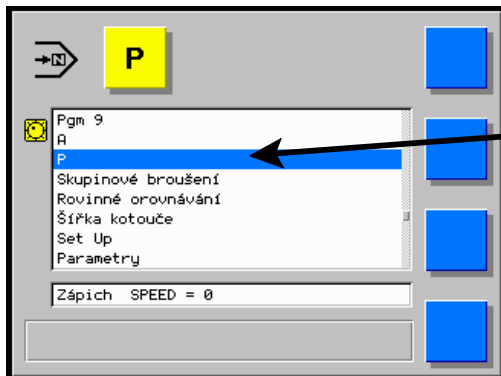 N
P
Pgm 9
A
P
Skupinové broušení
Rovinné orovnávání
Šířka kotouče
Set Up
Parametry
Zápich SPEED = 0